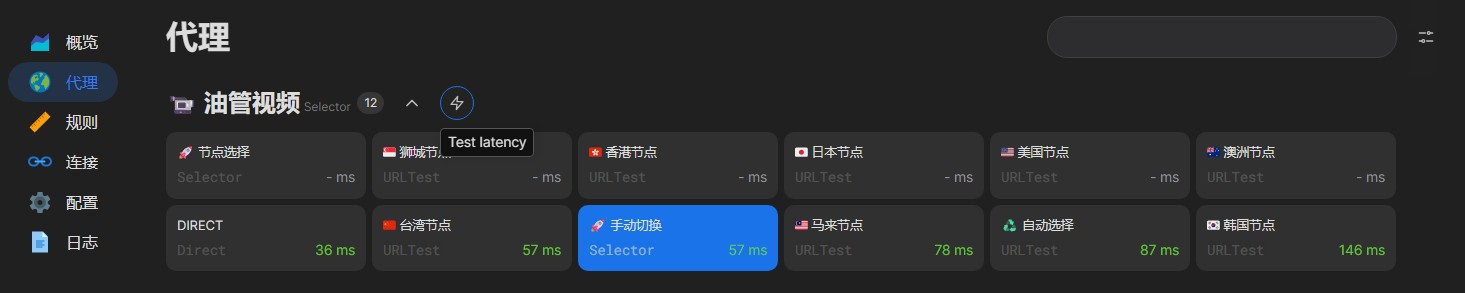 代理
概览
代理
规则
连接
配置
日志
油管视频 Selector 12
Test latency
节点选择 狮城节点 香港节点 日本节点 美国节点 澳洲节点
Selector - ms URLTest - ms URLTest - ms URLTest - ms URLTest - ms URLTest - ms
DIRECT 台湾节点 手动切换 马来节点 自动选择 韩国节点
Direct 36 ms URLTest 57 ms Selector 57 ms URLTest 78 ms URLTest 87 ms URLTest 146 ms